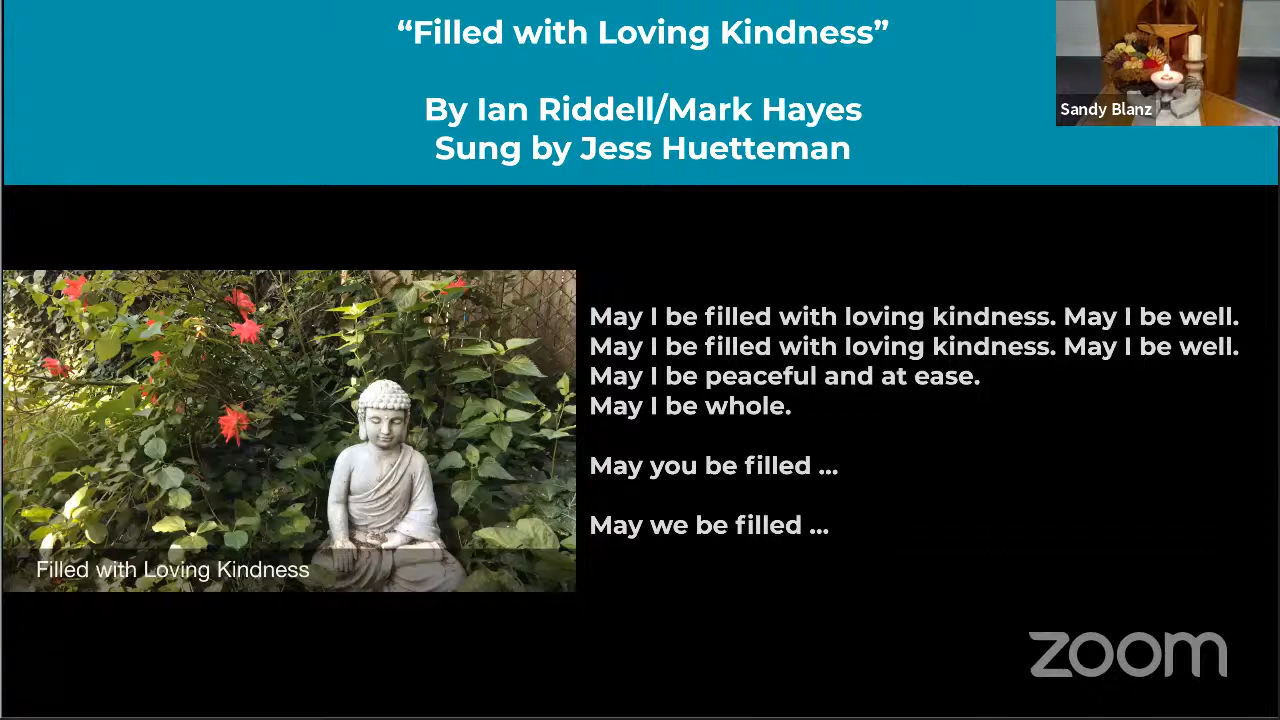 “Filled with Loving Kindness”
By Ian Riddell/Mark Hayes
Sung by Jess Huetteman
Sandy Blanz
May I be filled with loving kindness. May I be well.
May I be filled with loving kindness. May I be well.
May I be peaceful and at ease.
May I be whole.
May you be filled ...
May we be filled ...
Filled with Loving Kindness
zoom